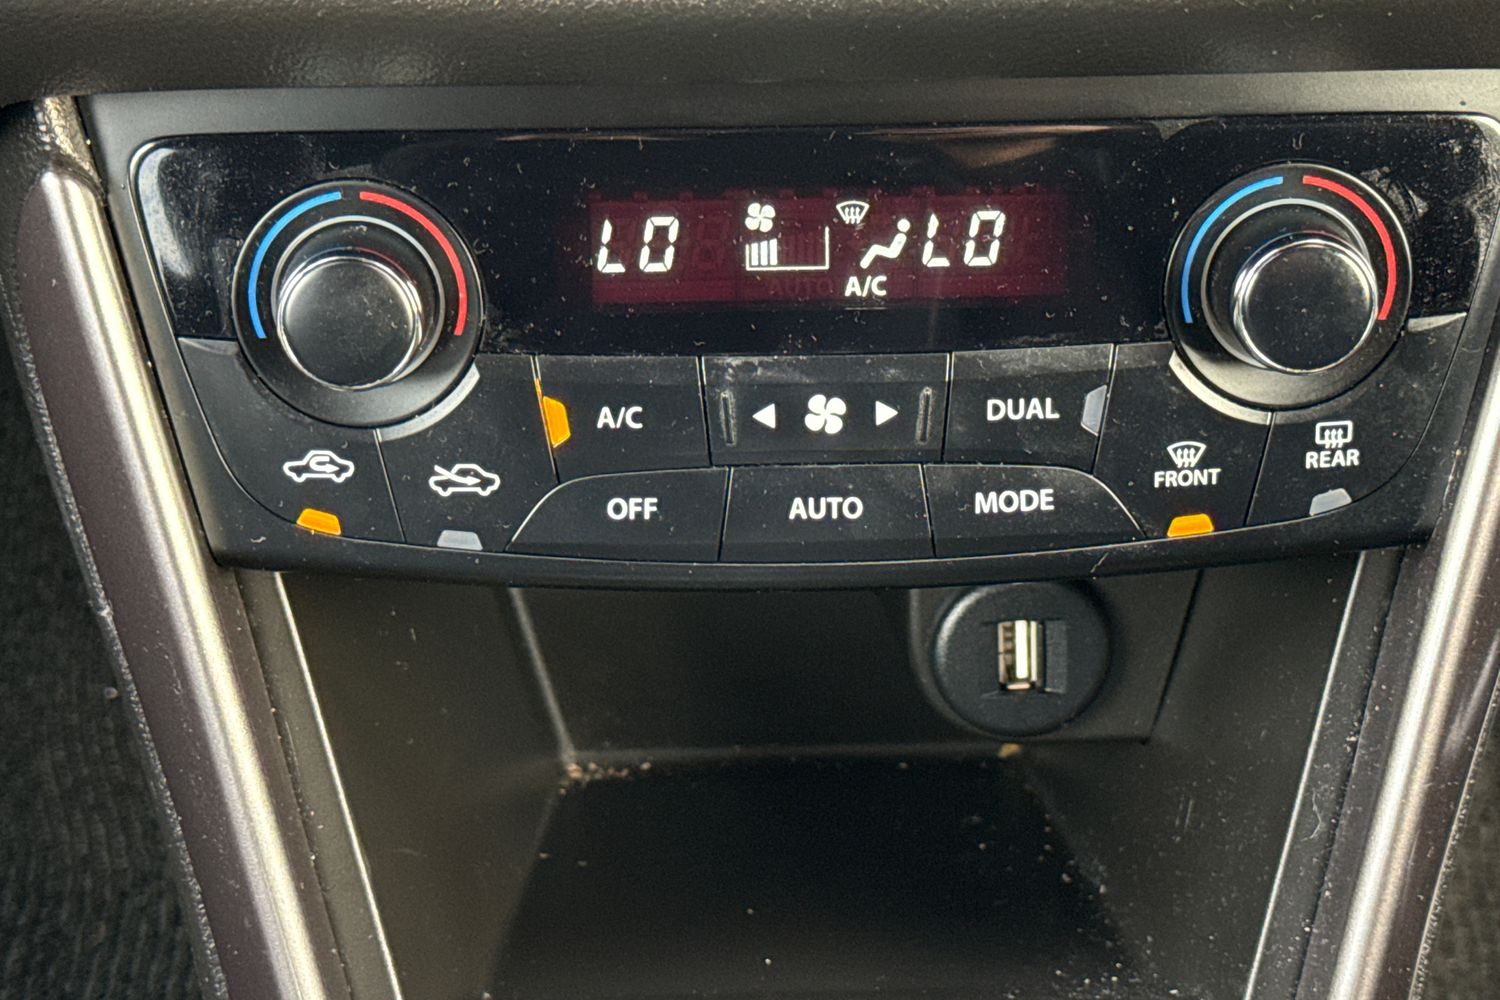 LO LO
A/C
A/C
DUAL
FRONT
REAR
OFF
AUTO
MODE